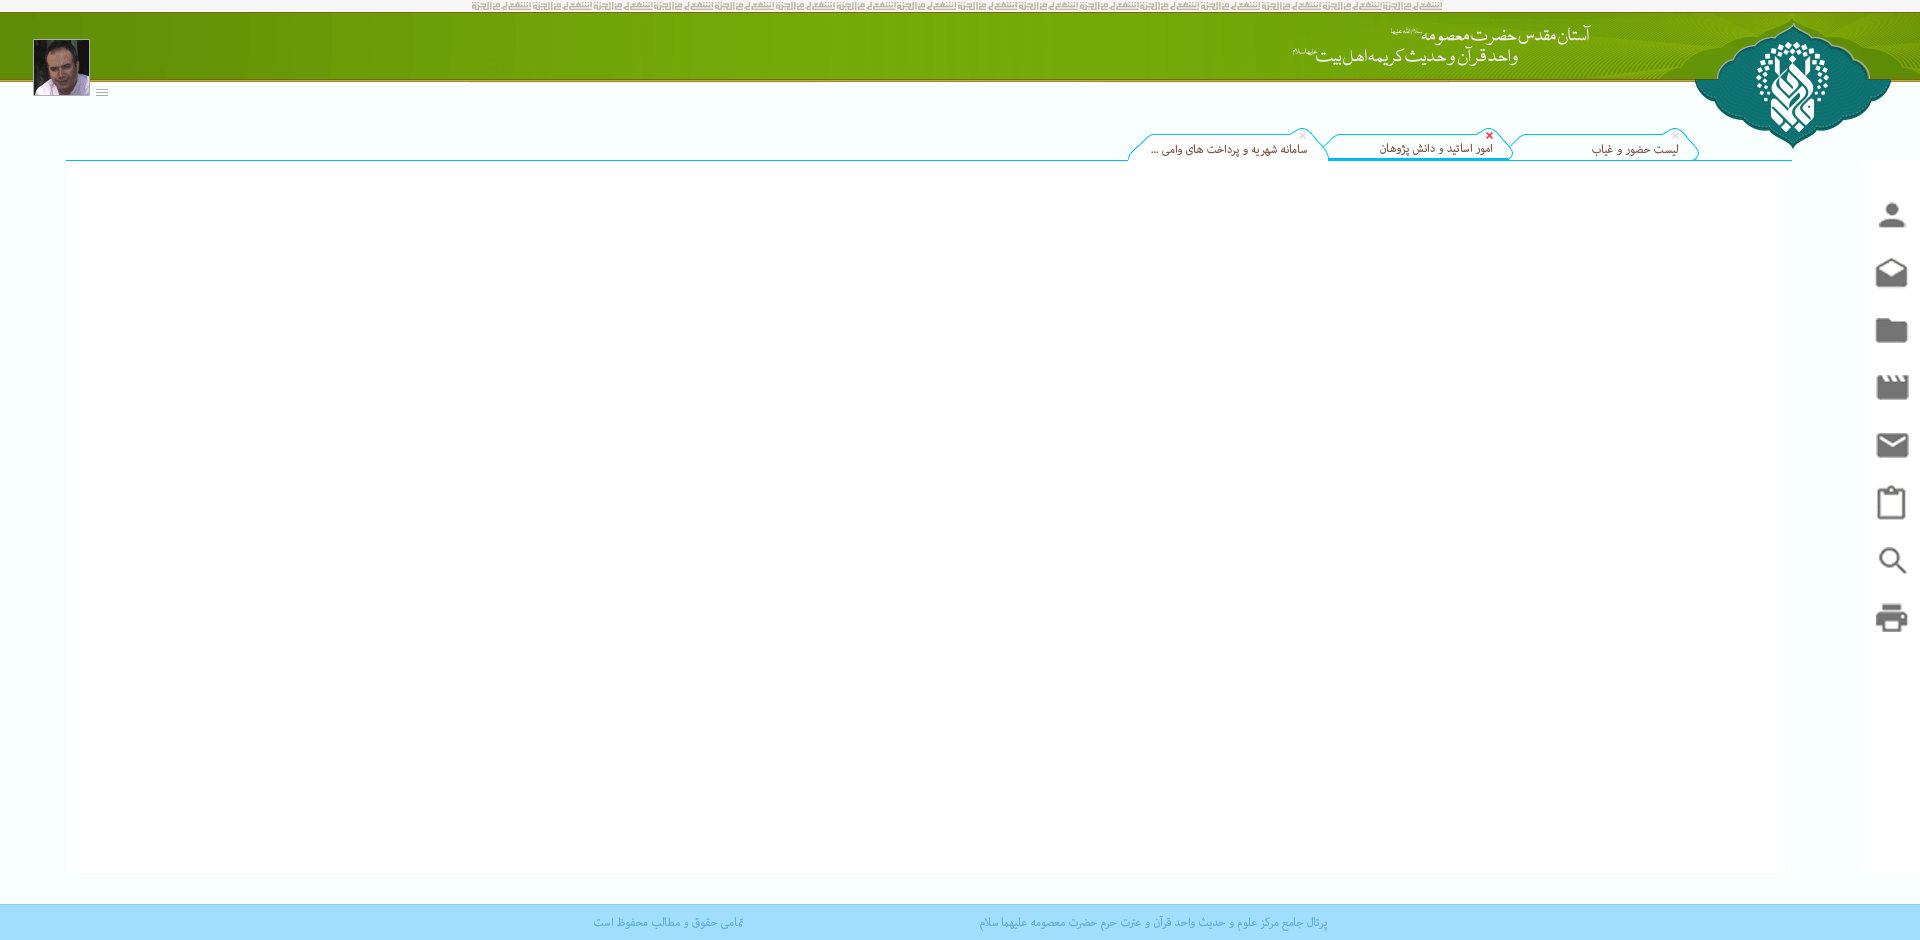 آستان مقدس حضرت معصومه سلام الله علیها
واحد قرآن و حدیث کریمه اهل بیت علیهم السلام
لیست حضور و غیاب
امور اساتید و دانش پژوهان
سامانه شهریه و پرداخت های وامی ...
پرتال جامع مرکز علوم و حدیث واحد قرآن و عترت حرم حضرت معصومه علیهما سلام
تمامی حقوق و مطالب محفوظ است